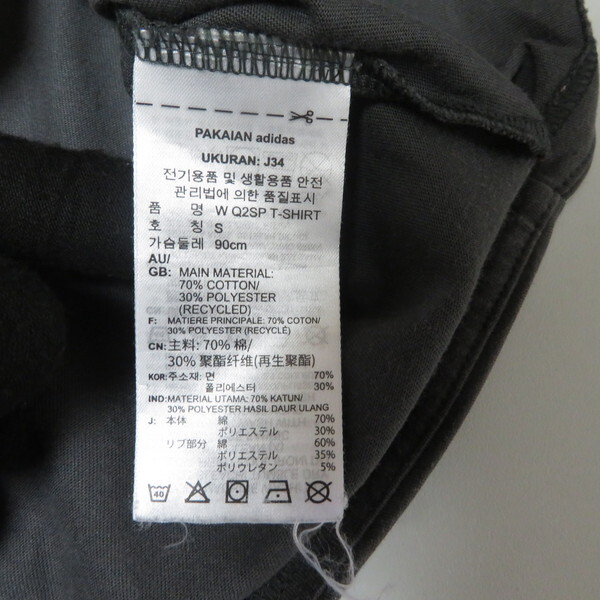 PAKAIAN adidas
UKURAN: J34
전기용품 및 생활용품 안전
관리법에 의한 품질표시
품 명 W Q2SP T-SHIRT
호 칭 S
가슴둘레 90cm
AU/
GB: MAIN MATERIAL:
70% COTTON/
30% POLYESTER
(RECYCLED)
F: MATIERE PRINCIPALE: 70% COTON/
30% POLYESTER (RECYCLÉ)
CN: 主料: 70% 棉/
30% 聚酯纤维(再生聚酯)
KOR: 주소재: 면 70%
폴리에스터 30%
IND: MATERIAL UTAMA: 70% KATUN/
30% POLYESTER HASIL DAUR ULANG
J: 本体 綿 70%
ポリエステル 30%
リブ部分 綿 60%
ポリエステル 35%
ポリウレタン 5%
40